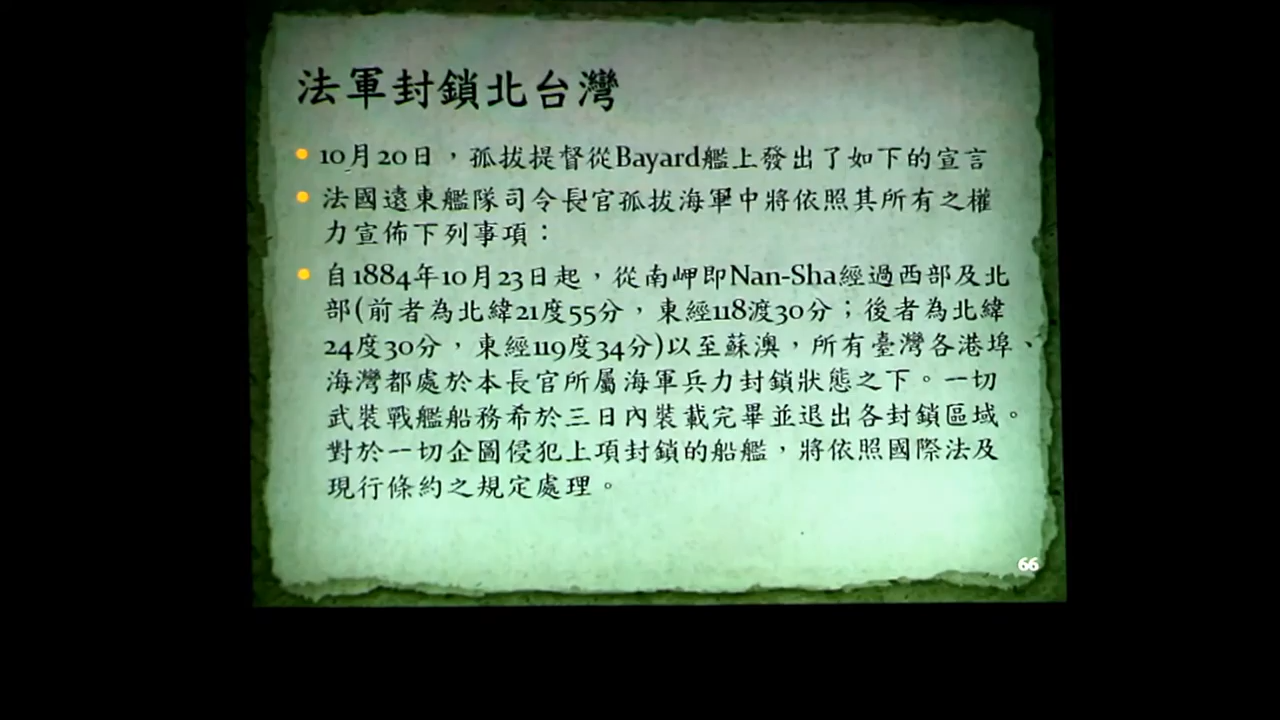 法軍封鎖北台灣
10月20日，孤拔提督從Bayard艦上發出了如下的宣言
法國遠東艦隊司令長官孤拔海軍中將依照其所有之權
力宣佈下列事項：
自1884年10月23日起，從南岬即Nan-Sha經過西部及北
部(前者為北緯21度55分，東經118渡30分；後者為北緯
24度30分，東經119度34分)以至蘇澳，所有臺灣各港埠、
海灣都處於本長官所屬海軍兵力封鎖狀態之下。一切
武裝戰艦船務希於三日內裝載完畢並退出各封鎖區域。
對於一切企圖侵犯上項封鎖的船艦，將依照國際法及
現行條約之規定處理。
66